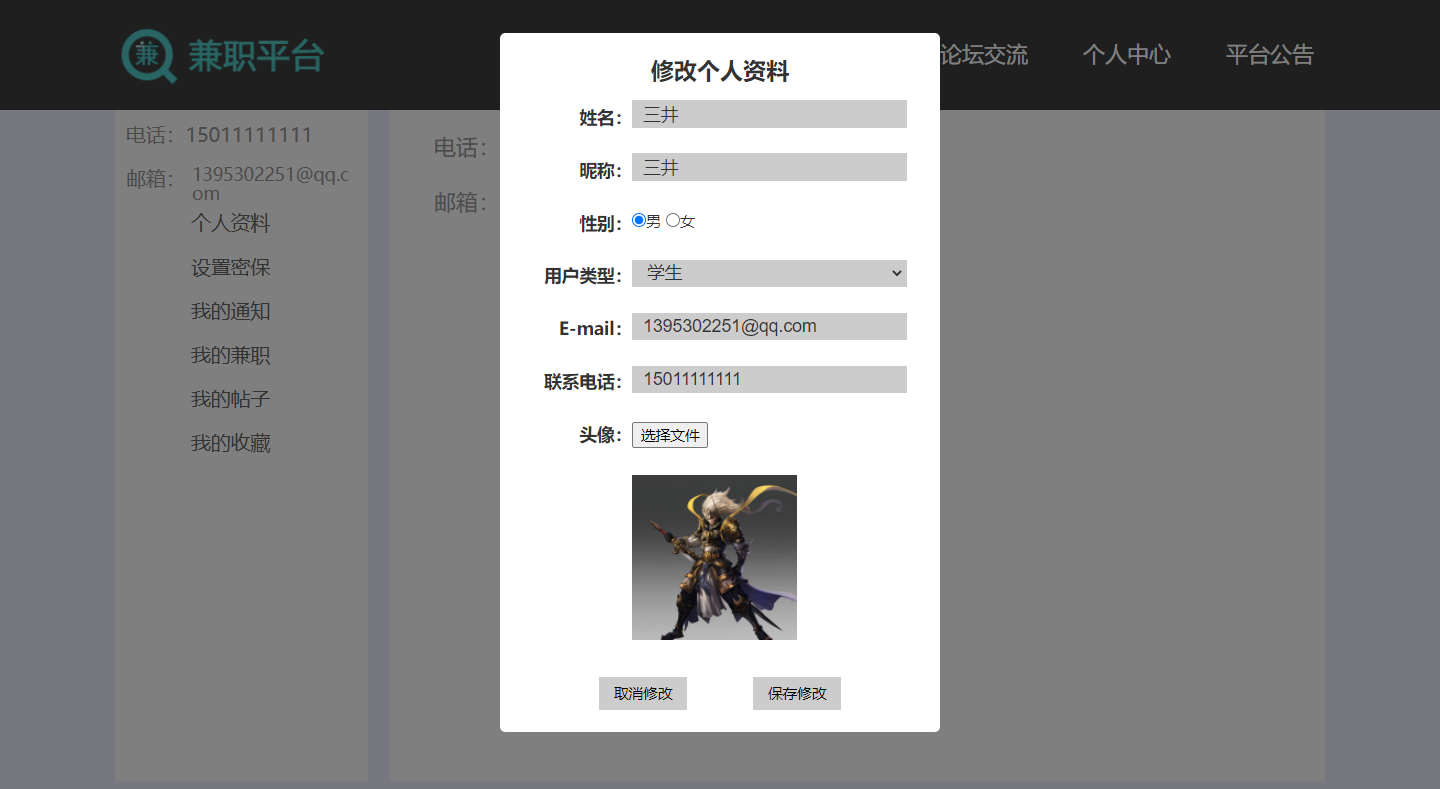 兼 兼职平台
论坛交流 个人中心 平台公告
电话：15011111111
邮箱：1395302251@qq.c
om
个人资料
设置密保
我的通知
我的兼职
我的帖子
我的收藏
电话：
邮箱：
修改个人资料
姓名：三井
昵称：三井
性别：男 女
用户类型：学生
E-mail：1395302251@qq.com
联系电话：15011111111
头像：选择文件
取消修改 保存修改